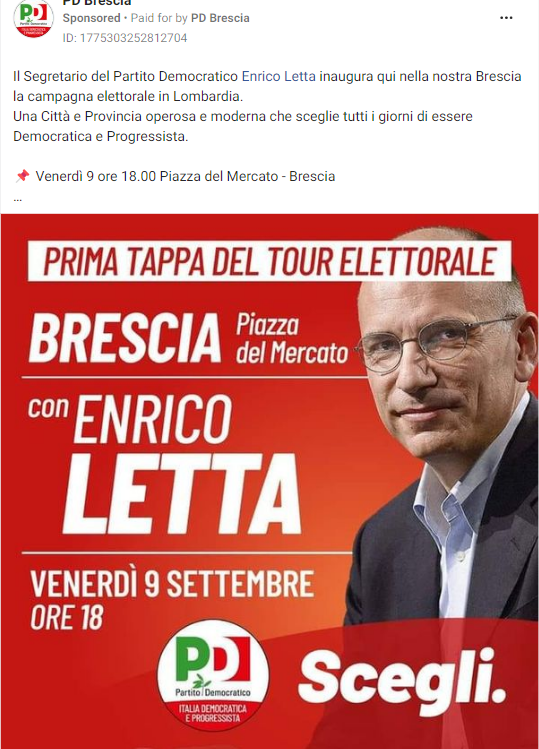 PD Brescia
Sponsored • Paid for by PD Brescia
ID: 1775303252812704
Il Segretario del Partito Democratico Enrico Letta inaugura qui nella nostra Brescia
la campagna elettorale in Lombardia.
Una Città e Provincia operosa e moderna che sceglie tutti i giorni di essere
Democratica e Progressista.
📌 Venerdì 9 ore 18.00 Piazza del Mercato - Brescia
...
PRIMA TAPPA DEL TOUR ELETTORALE
BRESCIA Piazza
del Mercato
con ENRICO
LETTA
VENERDÌ 9 SETTEMBRE
ORE 18
PD
Partito Democratico
ITALIA DEMOCRATICA
E PROGRESSISTA
Scegli.